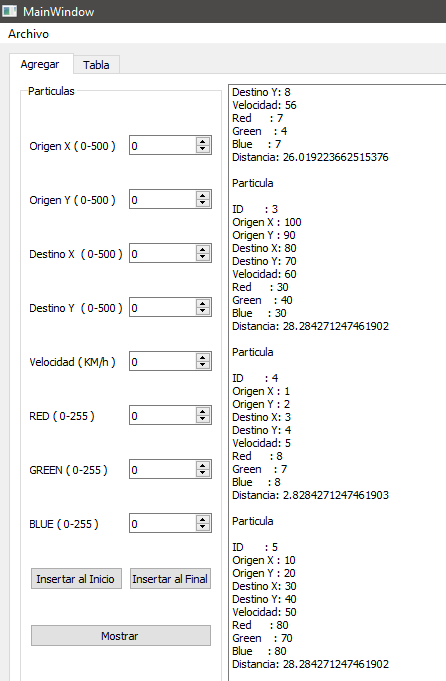 MainWindow
Archivo
Agregar
Tabla
Particulas
Origen X ( 0-500 )
0
Origen Y ( 0-500 )
0
Destino X ( 0-500 )
0
Destino Y ( 0-500 )
0
Velocidad ( KM/h )
0
RED ( 0-255 )
0
GREEN ( 0-255 )
0
BLUE ( 0-255 )
0
Insertar al Inicio
Insertar al Final
Mostrar
Destino Y: 8
Velocidad: 56
Red : 7
Green : 4
Blue : 7
Distancia: 26.019223662515376
Particula
ID : 3
Origen X : 100
Origen Y : 90
Destino X: 80
Destino Y: 70
Velocidad: 60
Red : 30
Green : 40
Blue : 30
Distancia: 28.284271247461902
Particula
ID : 4
Origen X : 1
Origen Y : 2
Destino X: 3
Destino Y: 4
Velocidad: 5
Red : 8
Green : 7
Blue : 8
Distancia: 2.8284271247461903
Particula
ID : 5
Origen X : 10
Origen Y : 20
Destino X: 30
Destino Y: 40
Velocidad: 50
Red : 80
Green : 70
Blue : 80
Distancia: 28.284271247461902